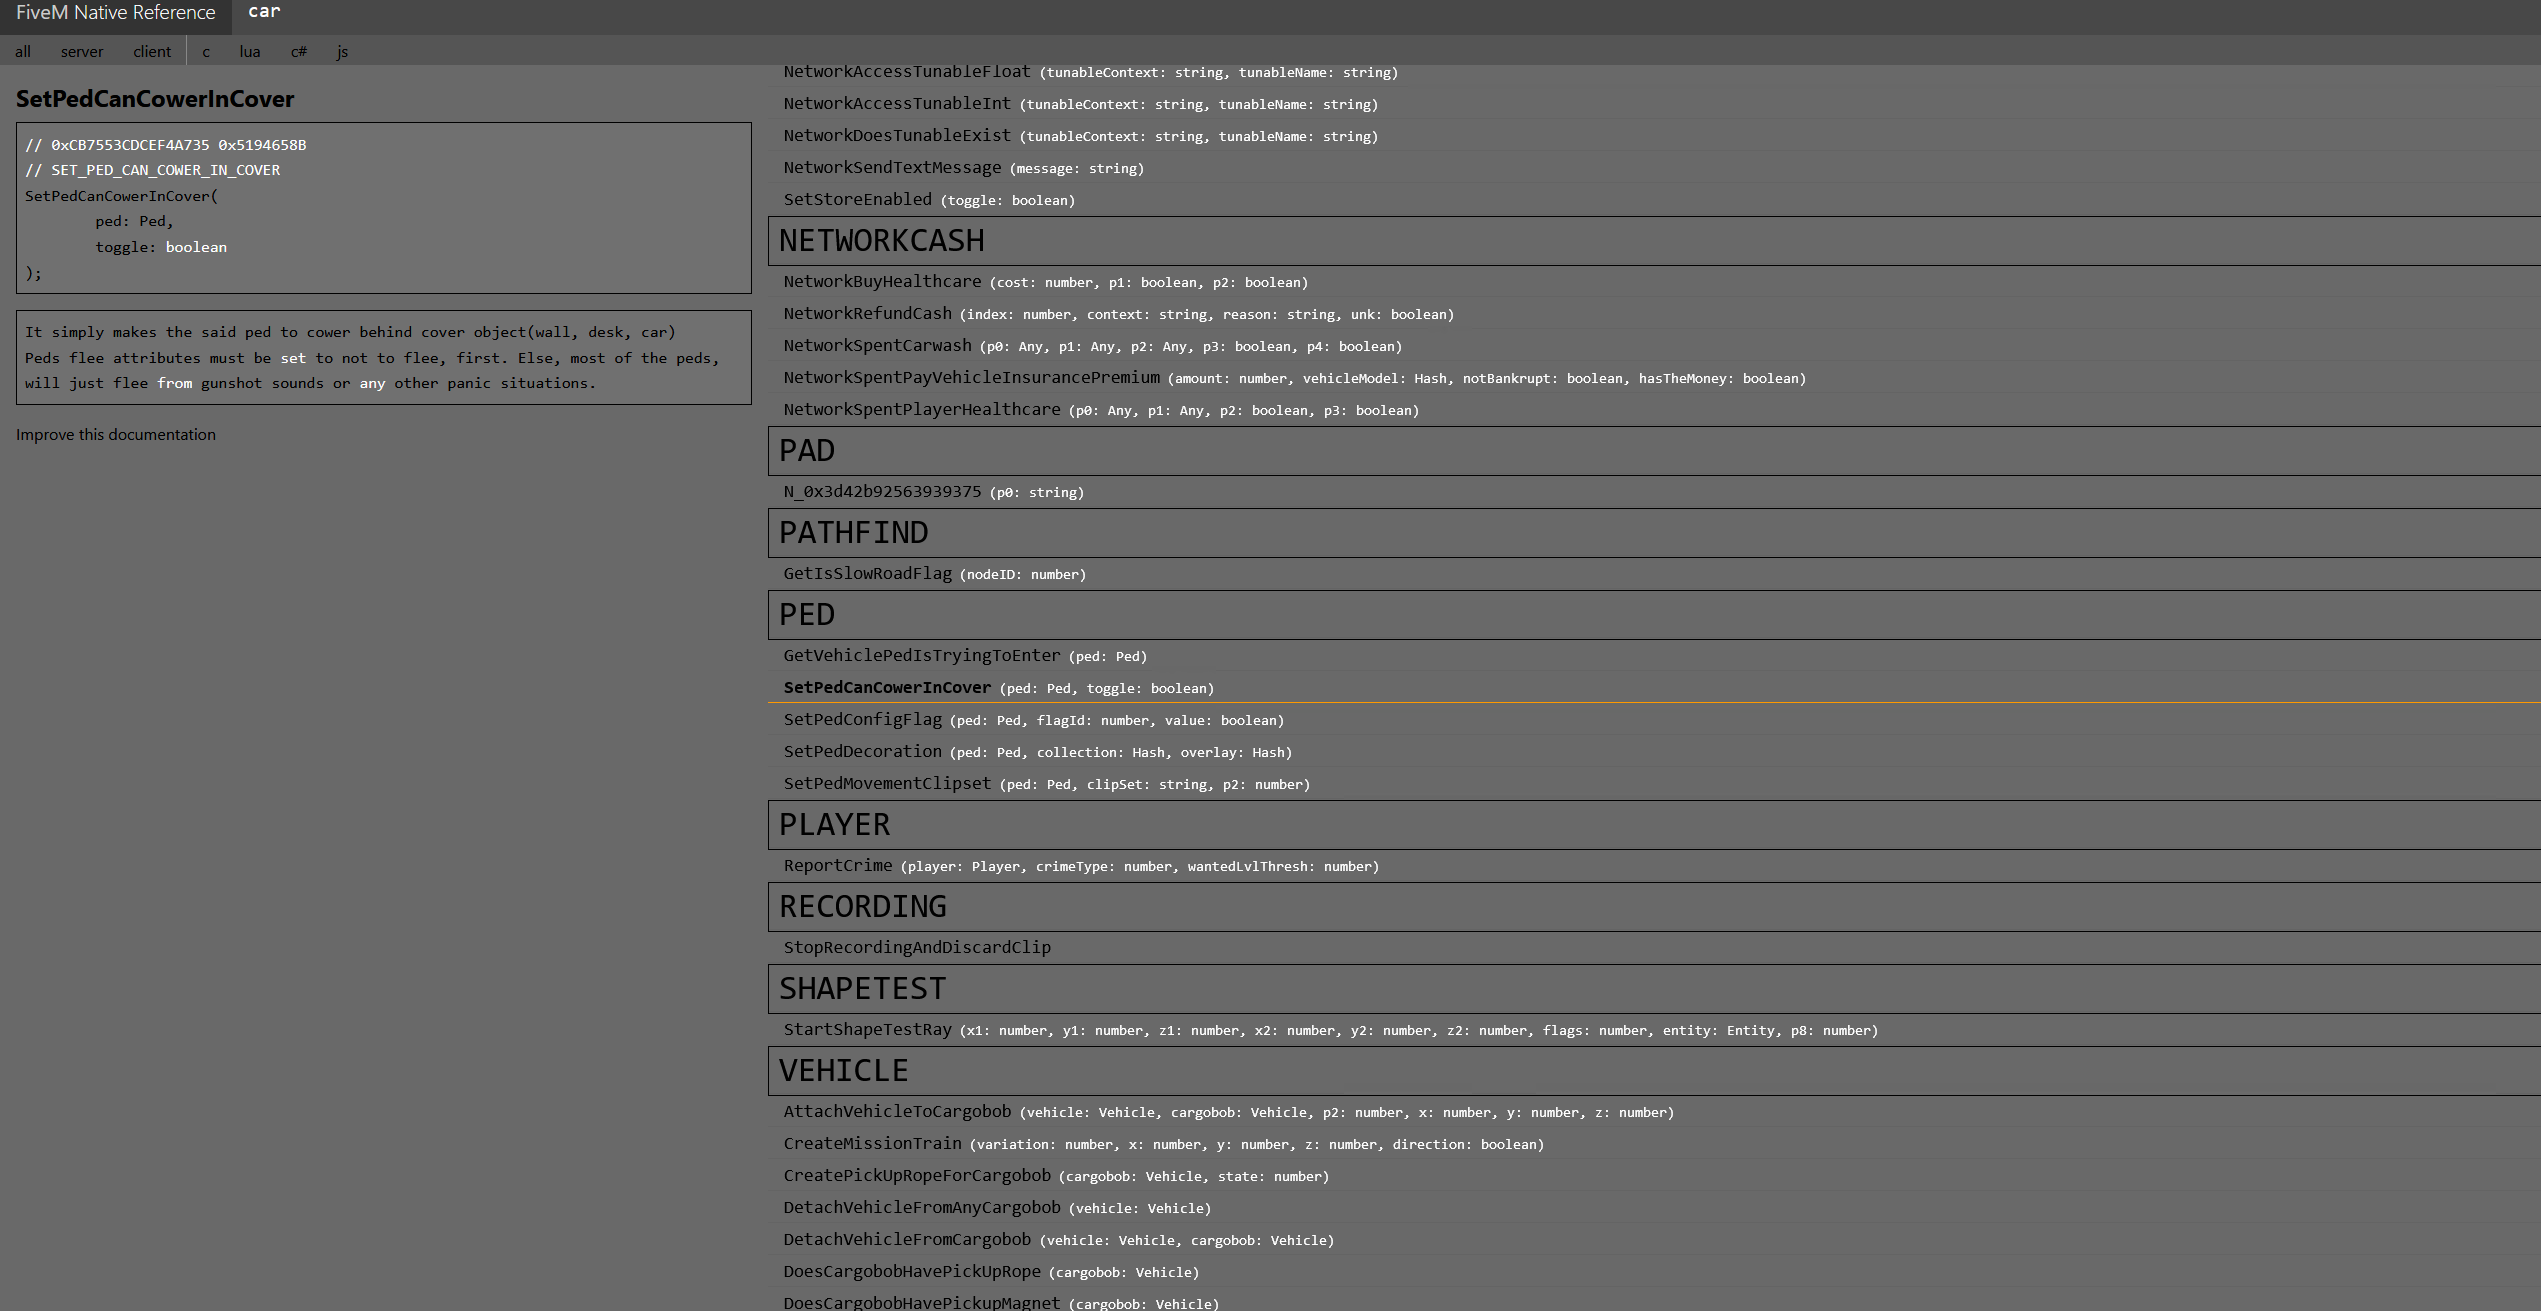 FiveM Native Reference
car
all server client c lua c# js
SetPedCanCowerInCover
// 0xCB7553CDCEF4A735 0x5194658B
// SET_PED_CAN_COWER_IN_COVER
SetPedCanCowerInCover(
ped: Ped,
toggle: boolean
);
It simply makes the said ped to cower behind cover object(wall, desk, car)
Peds flee attributes must be set to not to flee, first. Else, most of the peds,
will just flee from gunshot sounds or any other panic situations.
Improve this documentation
NetworkAccessTunableFloat (tunableContext: string, tunableName: string)
NetworkAccessTunableInt (tunableContext: string, tunableName: string)
NetworkDoesTunableExist (tunableContext: string, tunableName: string)
NetworkSendTextMessage (message: string)
SetStoreEnabled (toggle: boolean)
NETWORKCASH
NetworkBuyHealthcare (cost: number, p1: boolean, p2: boolean)
NetworkRefundCash (index: number, context: string, reason: string, unk: boolean)
NetworkSpentCarwash (p0: Any, p1: Any, p2: Any, p3: boolean, p4: boolean)
NetworkSpentPayVehicleInsurancePremium (amount: number, vehicleModel: Hash, notBankrupt: boolean, hasTheMoney: boolean)
NetworkSpentPlayerHealthcare (p0: Any, p1: Any, p2: boolean, p3: boolean)
PAD
N_0x3d42b92563939375 (p0: string)
PATHFIND
GetIsSlowRoadFlag (nodeID: number)
PED
GetVehiclePedIsTryingToEnter (ped: Ped)
SetPedCanCowerInCover (ped: Ped, toggle: boolean)
SetPedConfigFlag (ped: Ped, flagId: number, value: boolean)
SetPedDecoration (ped: Ped, collection: Hash, overlay: Hash)
SetPedMovementClipset (ped: Ped, clipSet: string, p2: number)
PLAYER
ReportCrime (player: Player, crimeType: number, wantedLvlThresh: number)
RECORDING
StopRecordingAndDiscardClip
SHAPETEST
StartShapeTestRay (x1: number, y1: number, z1: number, x2: number, y2: number, z2: number, flags: number, entity: Entity, p8: number)
VEHICLE
AttachVehicleToCargobob (vehicle: Vehicle, cargobob: Vehicle, p2: number, x: number, y: number, z: number)
CreateMissionTrain (variation: number, x: number, y: number, z: number, direction: boolean)
CreatePickUpRopeForCargobob (cargobob: Vehicle, state: number)
DetachVehicleFromAnyCargobob (vehicle: Vehicle)
DetachVehicleFromCargobob (vehicle: Vehicle, cargobob: Vehicle)
DoesCargobobHavePickUpRope (cargobob: Vehicle)
DoesCargobobHavePickupMagnet (cargobob: Vehicle)